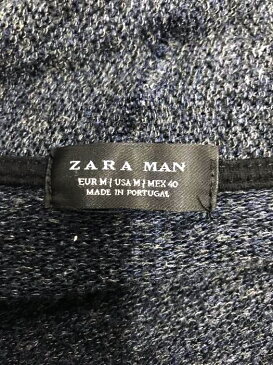 ZARA MAN
EUR M | USA M | MEX 40
MADE IN PORTUGAL